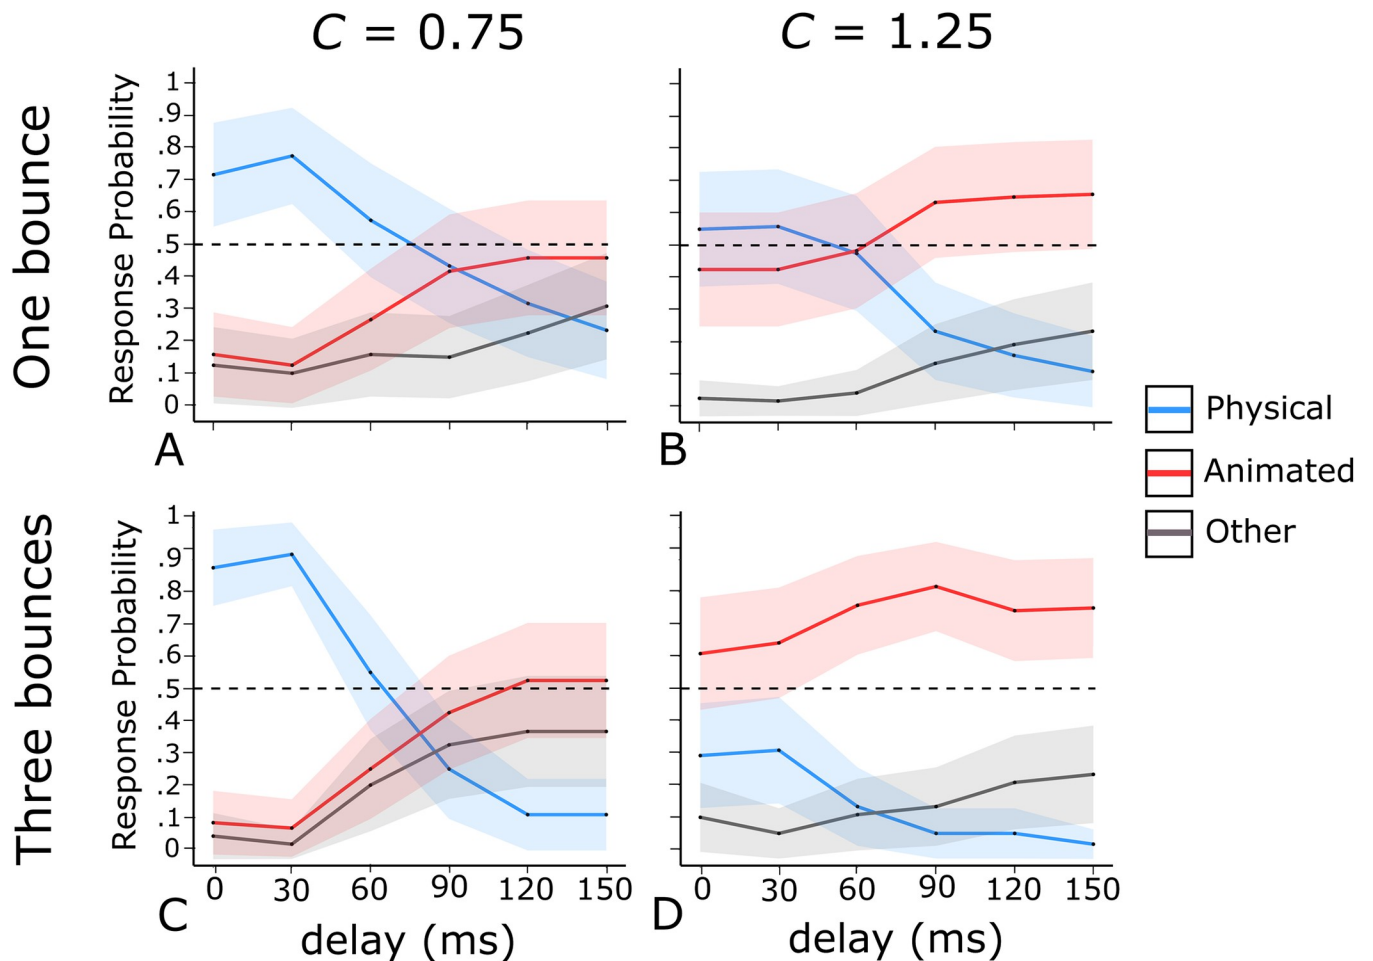 C = 0.75
C = 1.25
One bounce
Response Probability
1
.9
.8
.7
.6
.5
.4
.3
.2
.1
0
A
B
Physical
Animated
Other
Three bounces
Response Probability
1
.9
.8
.7
.6
.5
.4
.3
.2
.1
0
0 30 60 90 120 150
0 30 60 90 120 150
C
D
delay (ms)
delay (ms)